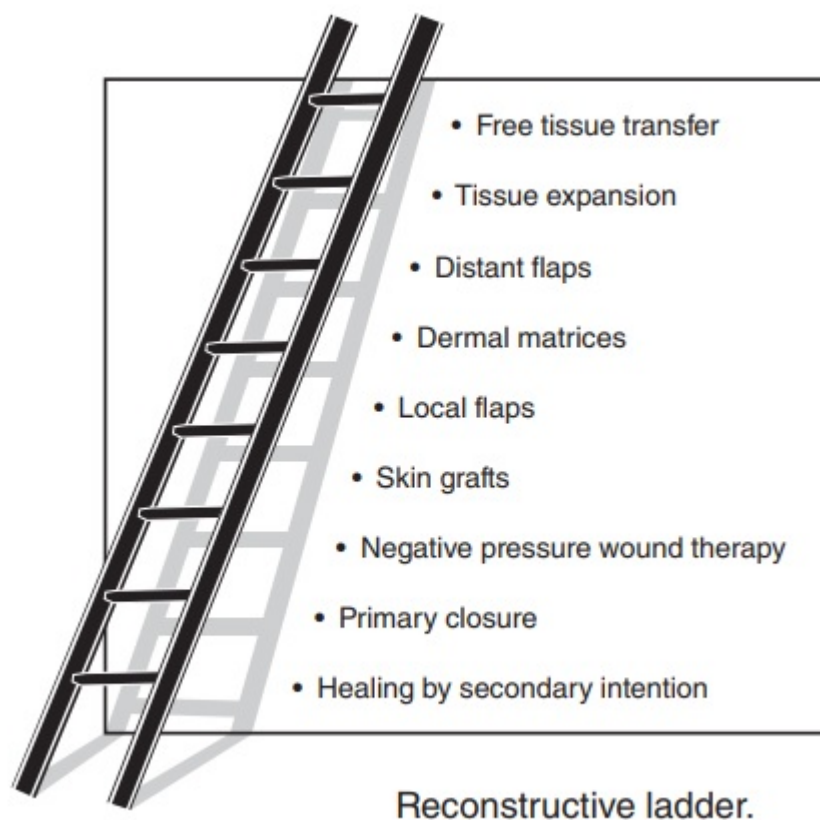 • Free tissue transfer
• Tissue expansion
• Distant flaps
• Dermal matrices
• Local flaps
• Skin grafts
• Negative pressure wound therapy
• Primary closure
• Healing by secondary intention
Reconstructive ladder.